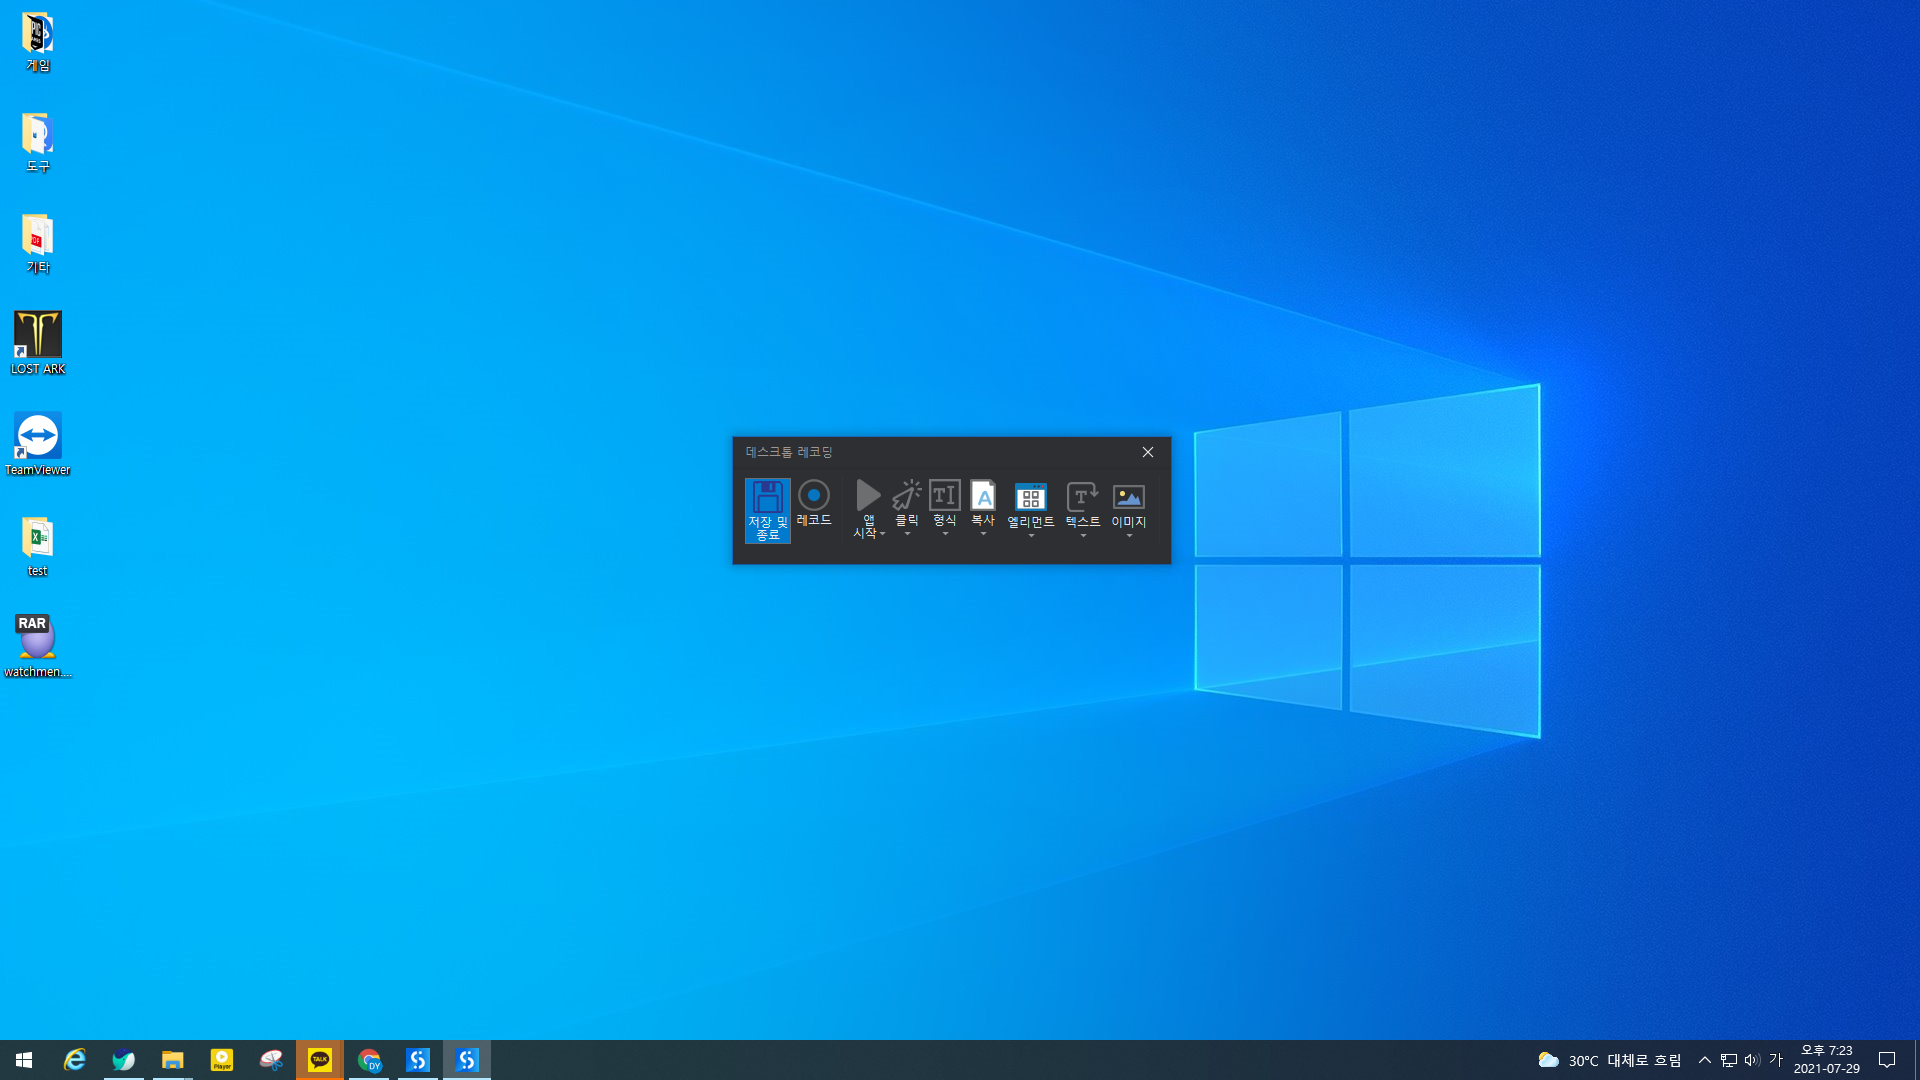 게임
도구
기타
LOST ARK
TeamViewer
test
RAR
watchmen....
데스크톱 레코딩
저장 및
종료
레코드
앱
시작
클릭
형식
복사
엘리먼트
텍스트
이미지
TALK
Player
DY
30°C 대체로 흐림
가
오후 7:23
2021-07-29